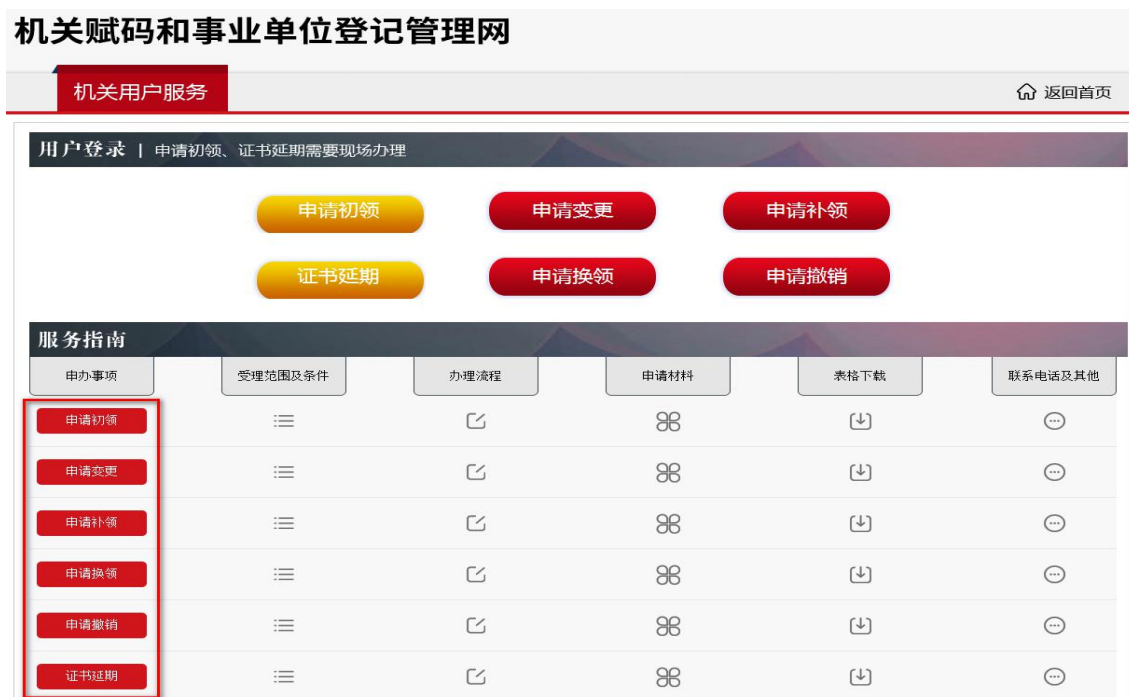 机关赋码和事业单位登记管理网
机关用户服务
返回首页
用户登录 | 申请初领、证书延期需要现场办理
申请初领 申请变更 申请补领
证书延期 申请换领 申请撤销
服务指南
申办事项 受理范围及条件 办理流程 申请材料 表格下载 联系电话及其他
申请初领
申请变更
申请补领
申请换领
申请撤销
证书延期